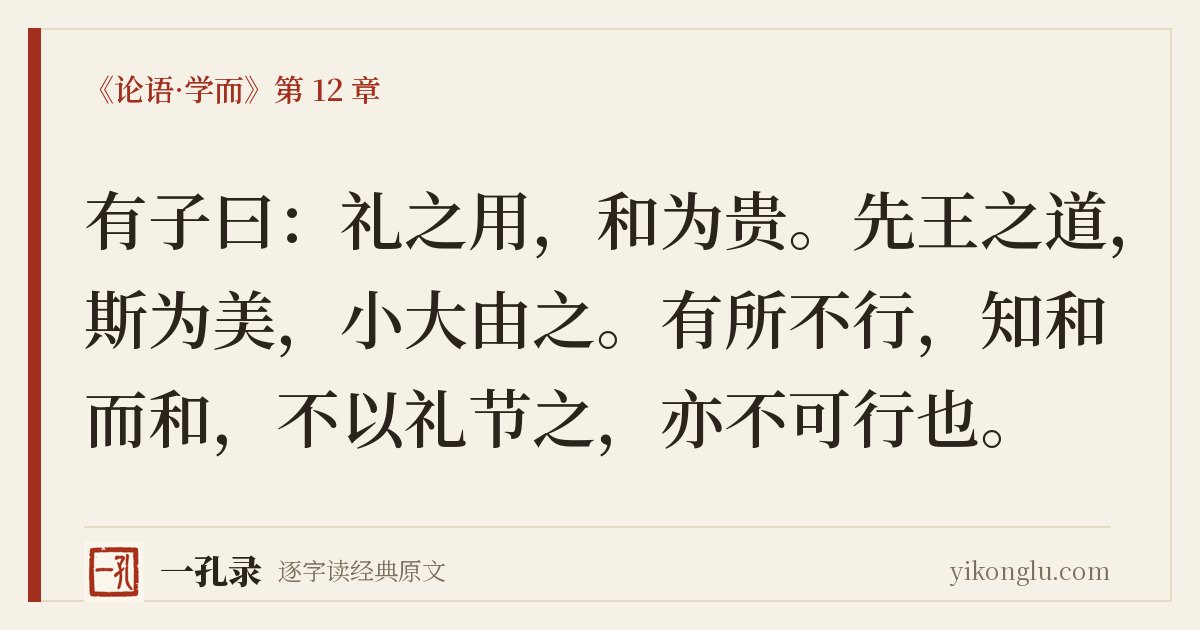 《论语·学而》第 12 章
有子曰：礼之用，和为贵。先王之道，
斯为美，小大由之。有所不行，知和
而和，不以礼节之，亦不可行也。
一孔
一孔录 逐字读经典原文 yikonglu.com